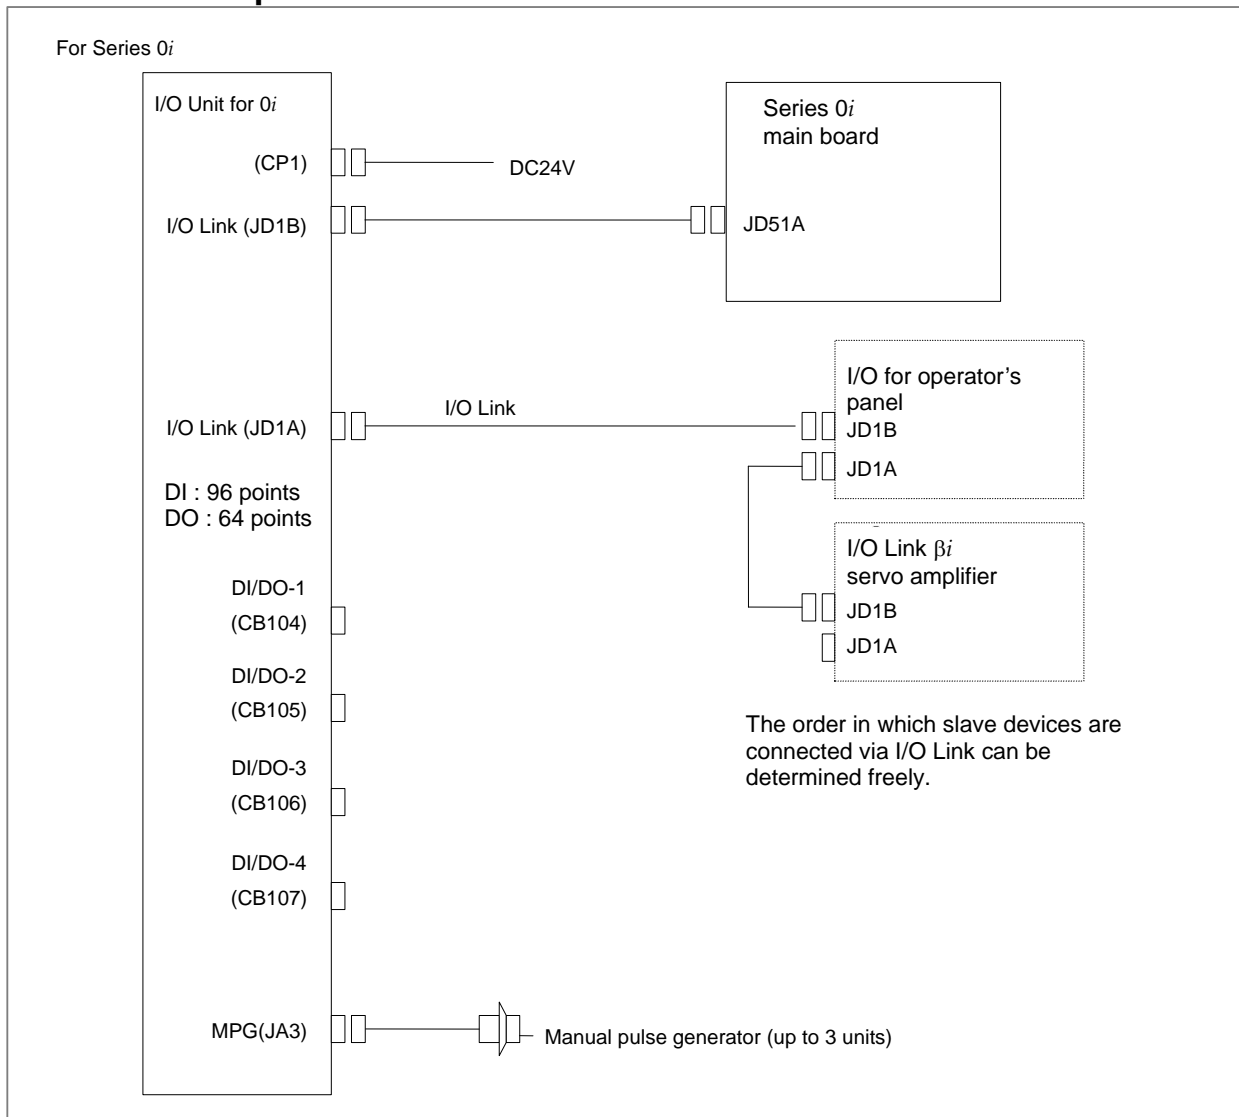 For Series 0i
I/O Unit for 0i
(CP1)
DC24V
I/O Link (JD1B)
Series 0i
main board
JD51A
I/O Link (JD1A)
I/O Link
I/O for operator's
panel
JD1B
JD1A
DI : 96 points
DO : 64 points
I/O Link βi
servo amplifier
JD1B
JD1A
DI/DO-1
(CB104)
DI/DO-2
(CB105)
DI/DO-3
(CB106)
DI/DO-4
(CB107)
The order in which slave devices are
connected via I/O Link can be
determined freely.
MPG(JA3)
Manual pulse generator (up to 3 units)